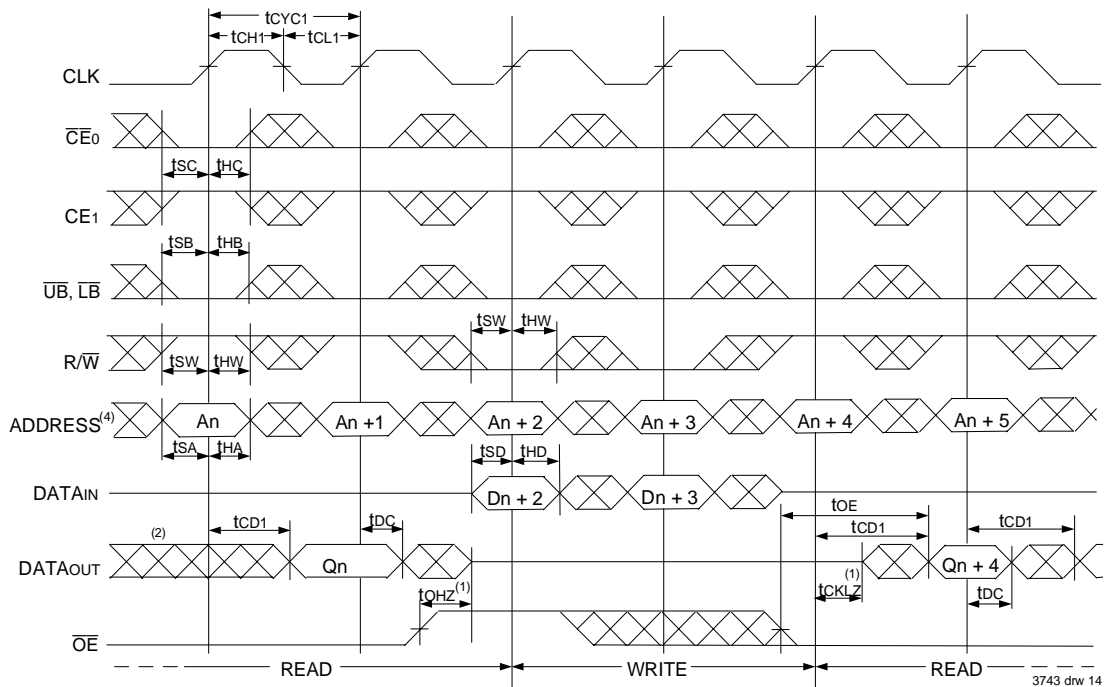 tCYC1
tCH1 tCL1
CLK
CE0
tSC tHC
CE1
tSB tHB
UB, LB
tSW tHW
R/W
tSW tHW
ADDRESS(4) An An +1 An + 2 An + 3 An + 4 An + 5
tSA tHA tSD tHD
DATAIN Dn + 2 Dn + 3
tOE
(2) tCD1 tDC tCD1 tCD1
DATAOUT Qn Qn + 4
tOHZ(1) tCKLZ(1) tDC
OE
READ WRITE READ
3743 drw 14